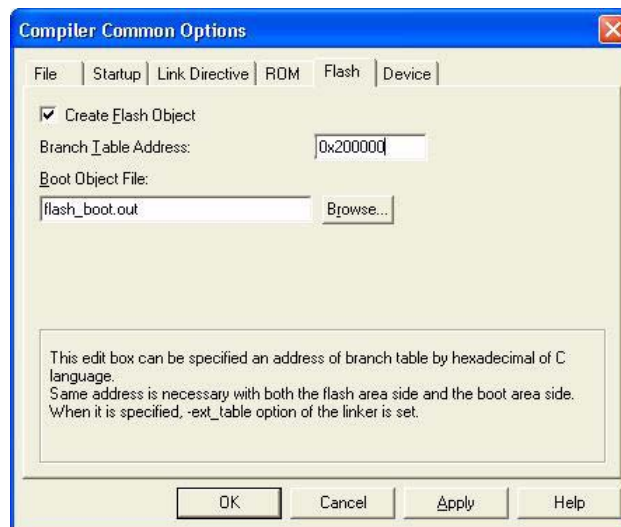 Compiler Common Options
File Startup Link Directive ROM Flash Device
Create Flash Object
Branch Table Address: 0x200000
Boot Object File:
flash_boot.out Browse...
This edit box can be specified an address of branch table by hexadecimal of C
language.
Same address is necessary with both the flash area side and the boot area side.
When it is specified, -ext_table option of the linker is set.
OK Cancel Apply Help